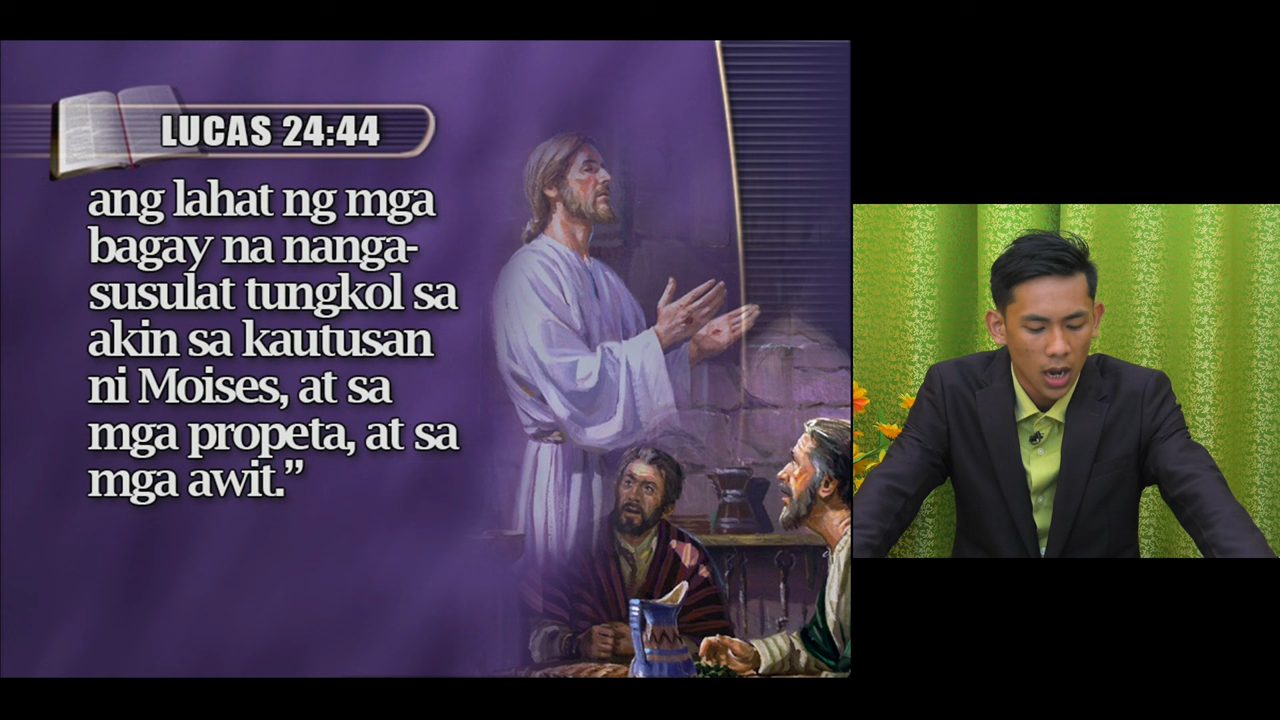 LUCAS 24:44
ang lahat ng mga
bagay na nanga-
susulat tungkol sa
akin sa kautusan
ni Moises, at sa
mga propeta, at sa
mga awit.”